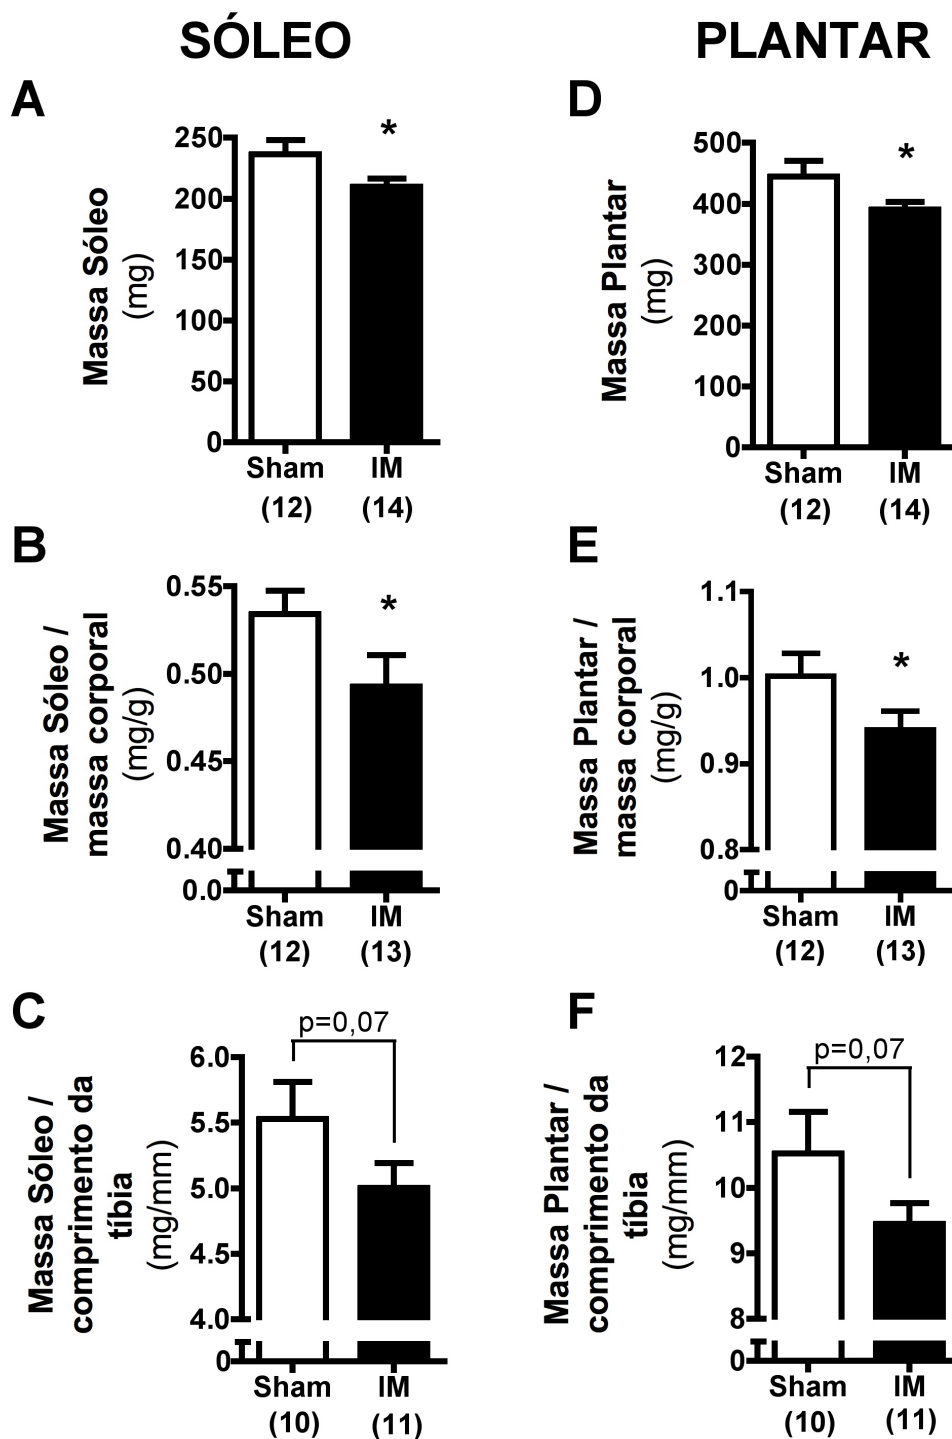 SÓLEO
PLANTAR
A
Massa Sóleo
(mg)
250
200
150
100
50
0
*
Sham
IM
(12)
(14)
D
Massa Plantar
(mg)
500
400
300
200
100
0
*
Sham
IM
(12)
(14)
B
Massa Sóleo /
massa corporal
(mg/g)
0.55
0.50
0.45
0.40
0.0
*
Sham
IM
(12)
(13)
E
Massa Plantar /
massa corporal
(mg/g)
1.1
1.0
0.9
0.8
0
*
Sham
IM
(12)
(13)
C
Massa Sóleo /
comprimento da
tíbia
(mg/mm)
p=0,07
6.0
5.5
5.0
4.5
4.0
0
Sham
IM
(10)
(11)
F
Massa Plantar /
comprimento da
tíbia
(mg/mm)
p=0,07
12
11
10
9
8
0
Sham
IM
(10)
(11)